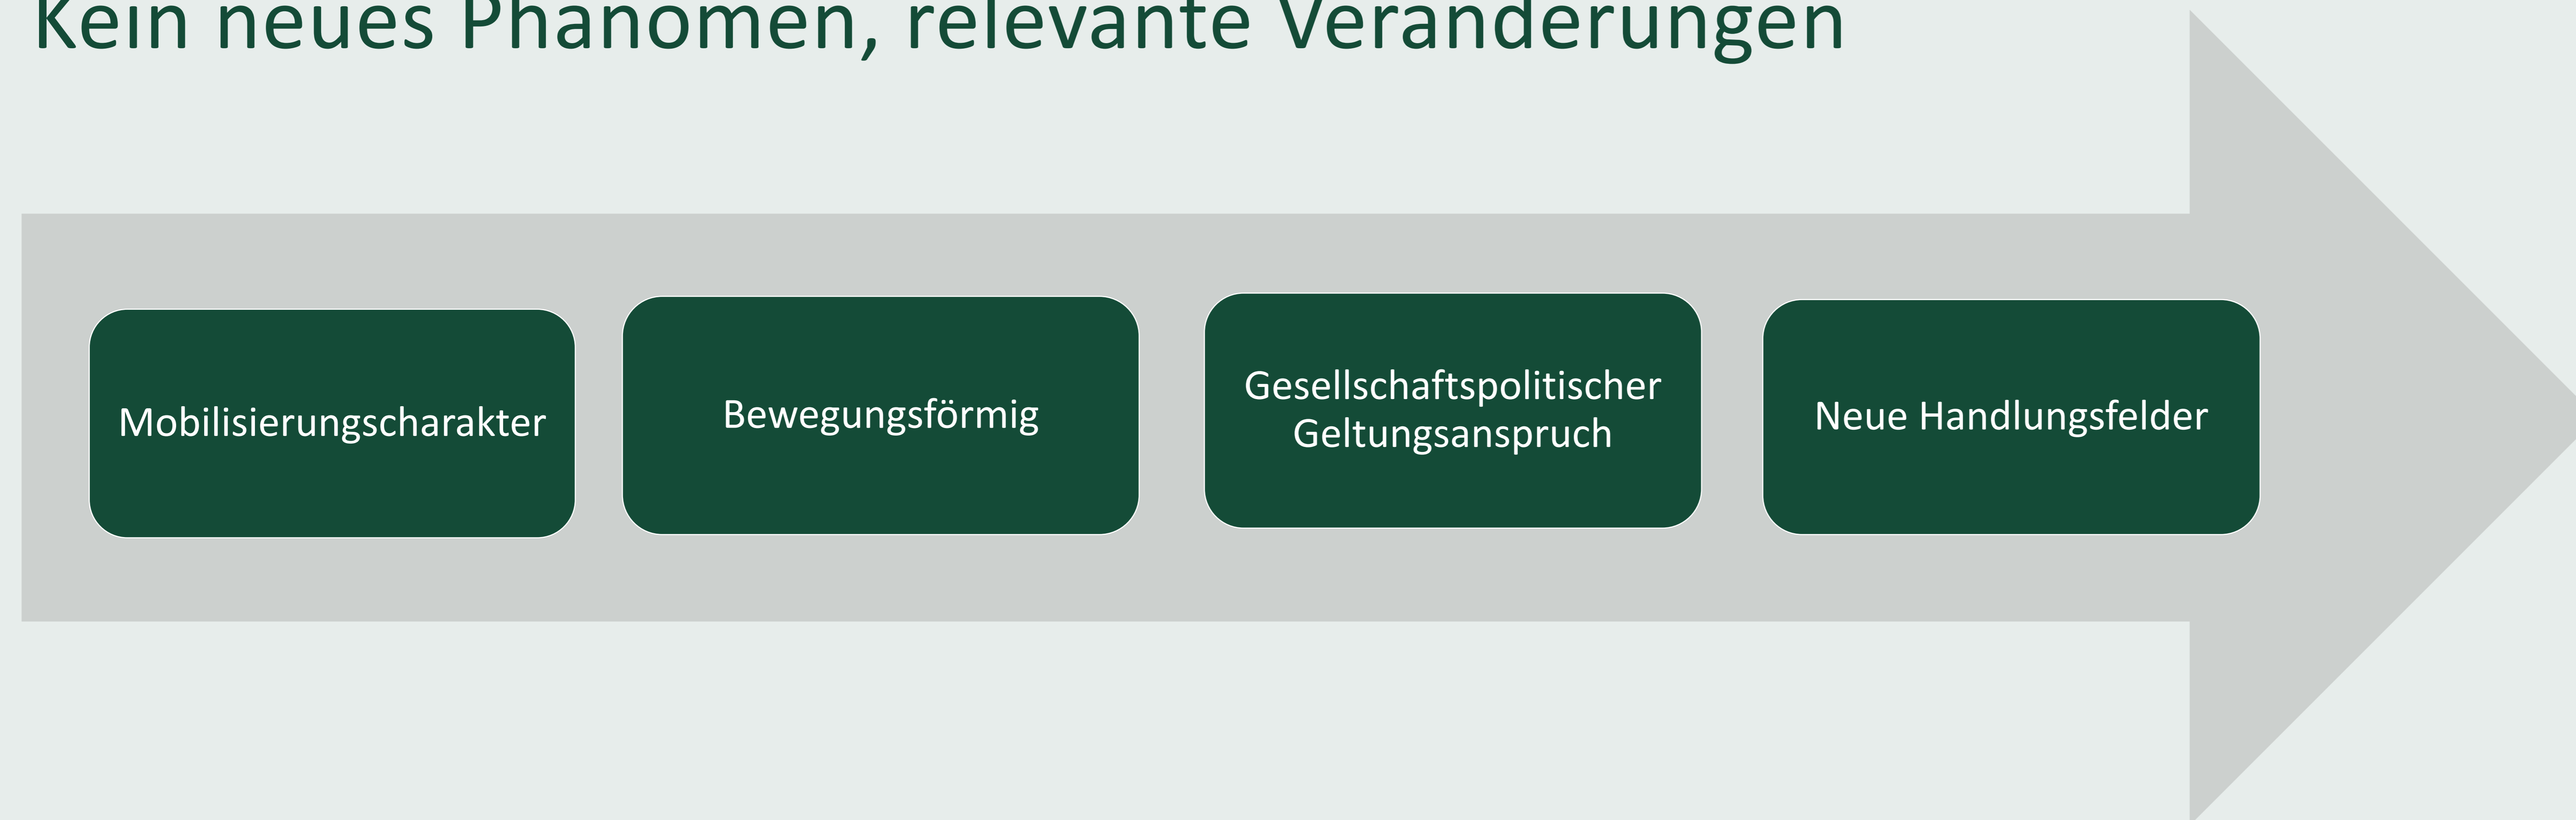 Kein neues Phänomen, relevante Veränderungen
Mobilisierungscharakter
Bewegungsförmig
Gesellschaftspolitischer
Geltungsanspruch
Neue Handlungsfelder